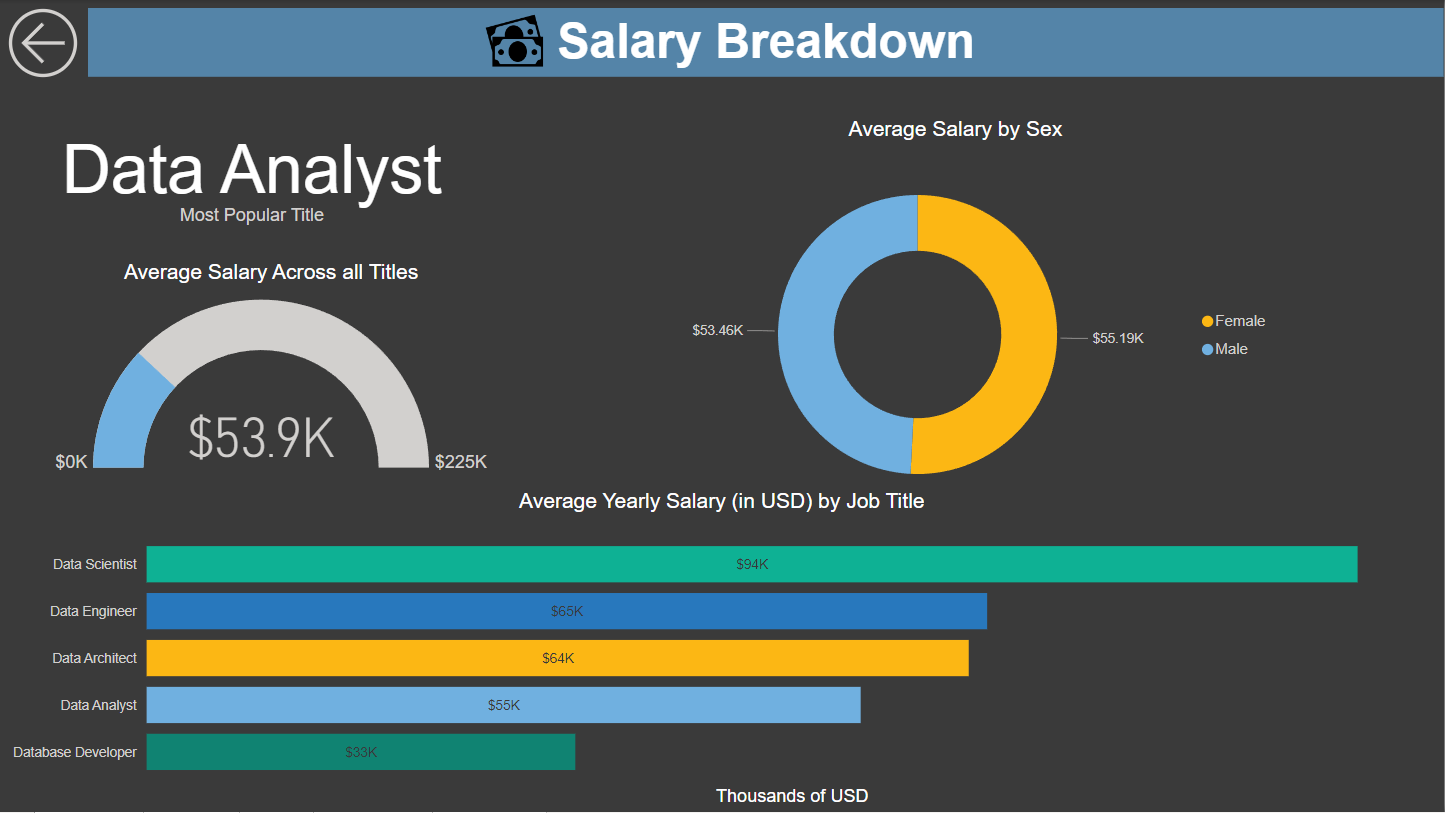 Salary Breakdown
Data Analyst
Most Popular Title
Average Salary Across all Titles
$53.9K
$0K
$225K
Average Salary by Sex
$53.46K
$55.19K
Female
Male
Average Yearly Salary (in USD) by Job Title
Data Scientist
$94K
Data Engineer
$65K
Data Architect
$64K
Data Analyst
$55K
Database Developer
$33K
Thousands of USD